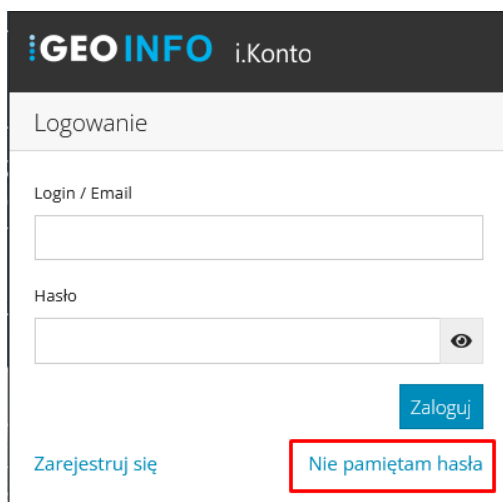 GEOINFO i.Konto
Logowanie
Login / Email
Hasło
Zaloguj
Zarejestruj się Nie pamiętam hasła